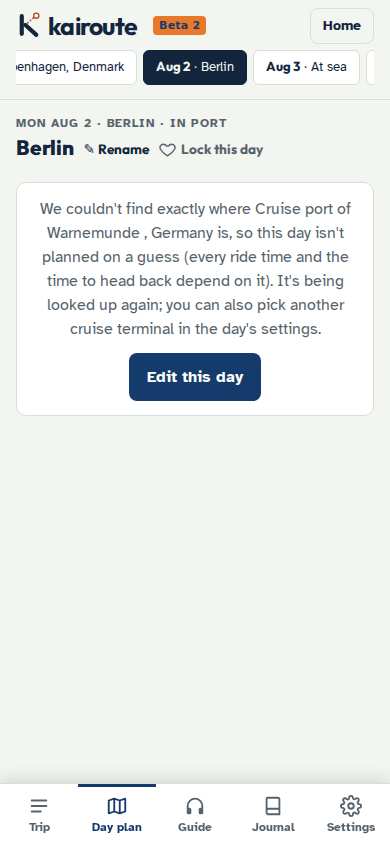 kairoute
Beta 2
Home
enhagen, Denmark
Aug 2 · Berlin
Aug 3 · At sea
MON AUG 2 · BERLIN · IN PORT
Berlin
✎ Rename
Lock this day
We couldn't find exactly where Cruise port of
Warnemunde , Germany is, so this day isn't
planned on a guess (every ride time and the
time to head back depend on it). It's being
looked up again; you can also pick another
cruise terminal in the day's settings.
Edit this day
Trip
Day plan
Guide
Journal
Settings